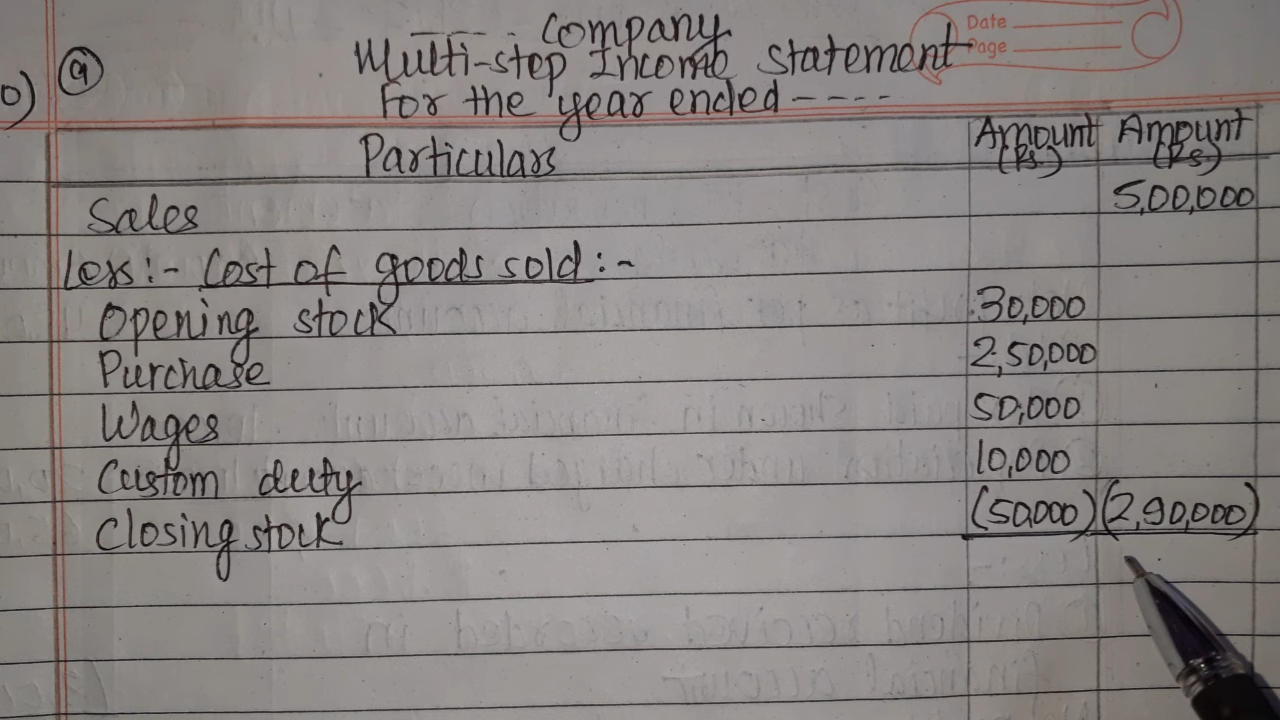 Date
Page
---- . Company
0) a Multi-step Income Statement
For the year ended ----
Particulars Amount (Rs.) Amount (Rs.)
Sales 5,00,000
Less:- Cost of goods sold:-
Opening stock 30,000
Purchase 2,50,000
Wages 50,000
Custom duty 10,000
Closing stock (50,000) (2,90,000)